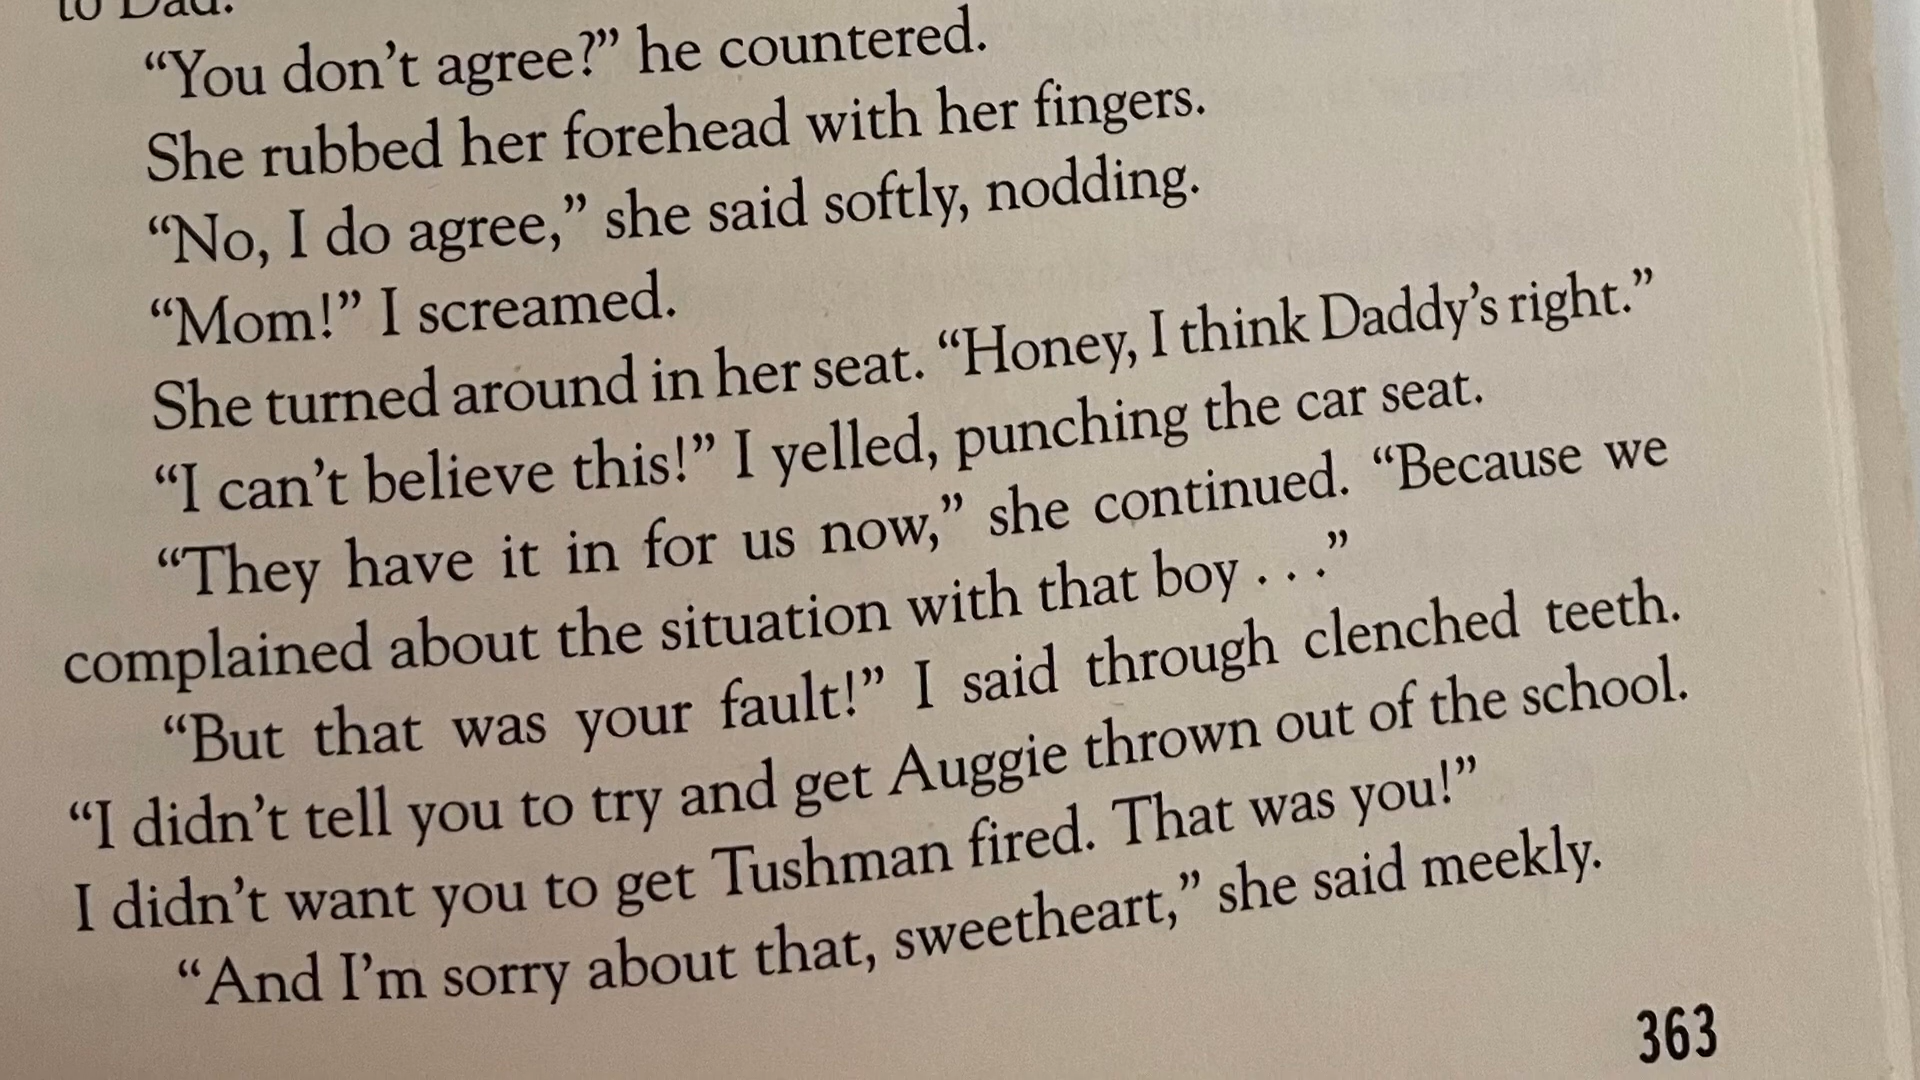 to Dad.
“You don’t agree?” he countered.
She rubbed her forehead with her fingers.
“No, I do agree,” she said softly, nodding.
“Mom!” I screamed.
She turned around in her seat. “Honey, I think Daddy’s right.”
“I can’t believe this!” I yelled, punching the car seat.
“They have it in for us now,” she continued. “Because we
complained about the situation with that boy . . .”
“But that was your fault!” I said through clenched teeth.
“I didn’t tell you to try and get Auggie thrown out of the school.
I didn’t want you to get Tushman fired. That was you!”
“And I’m sorry about that, sweetheart,” she said meekly.
363